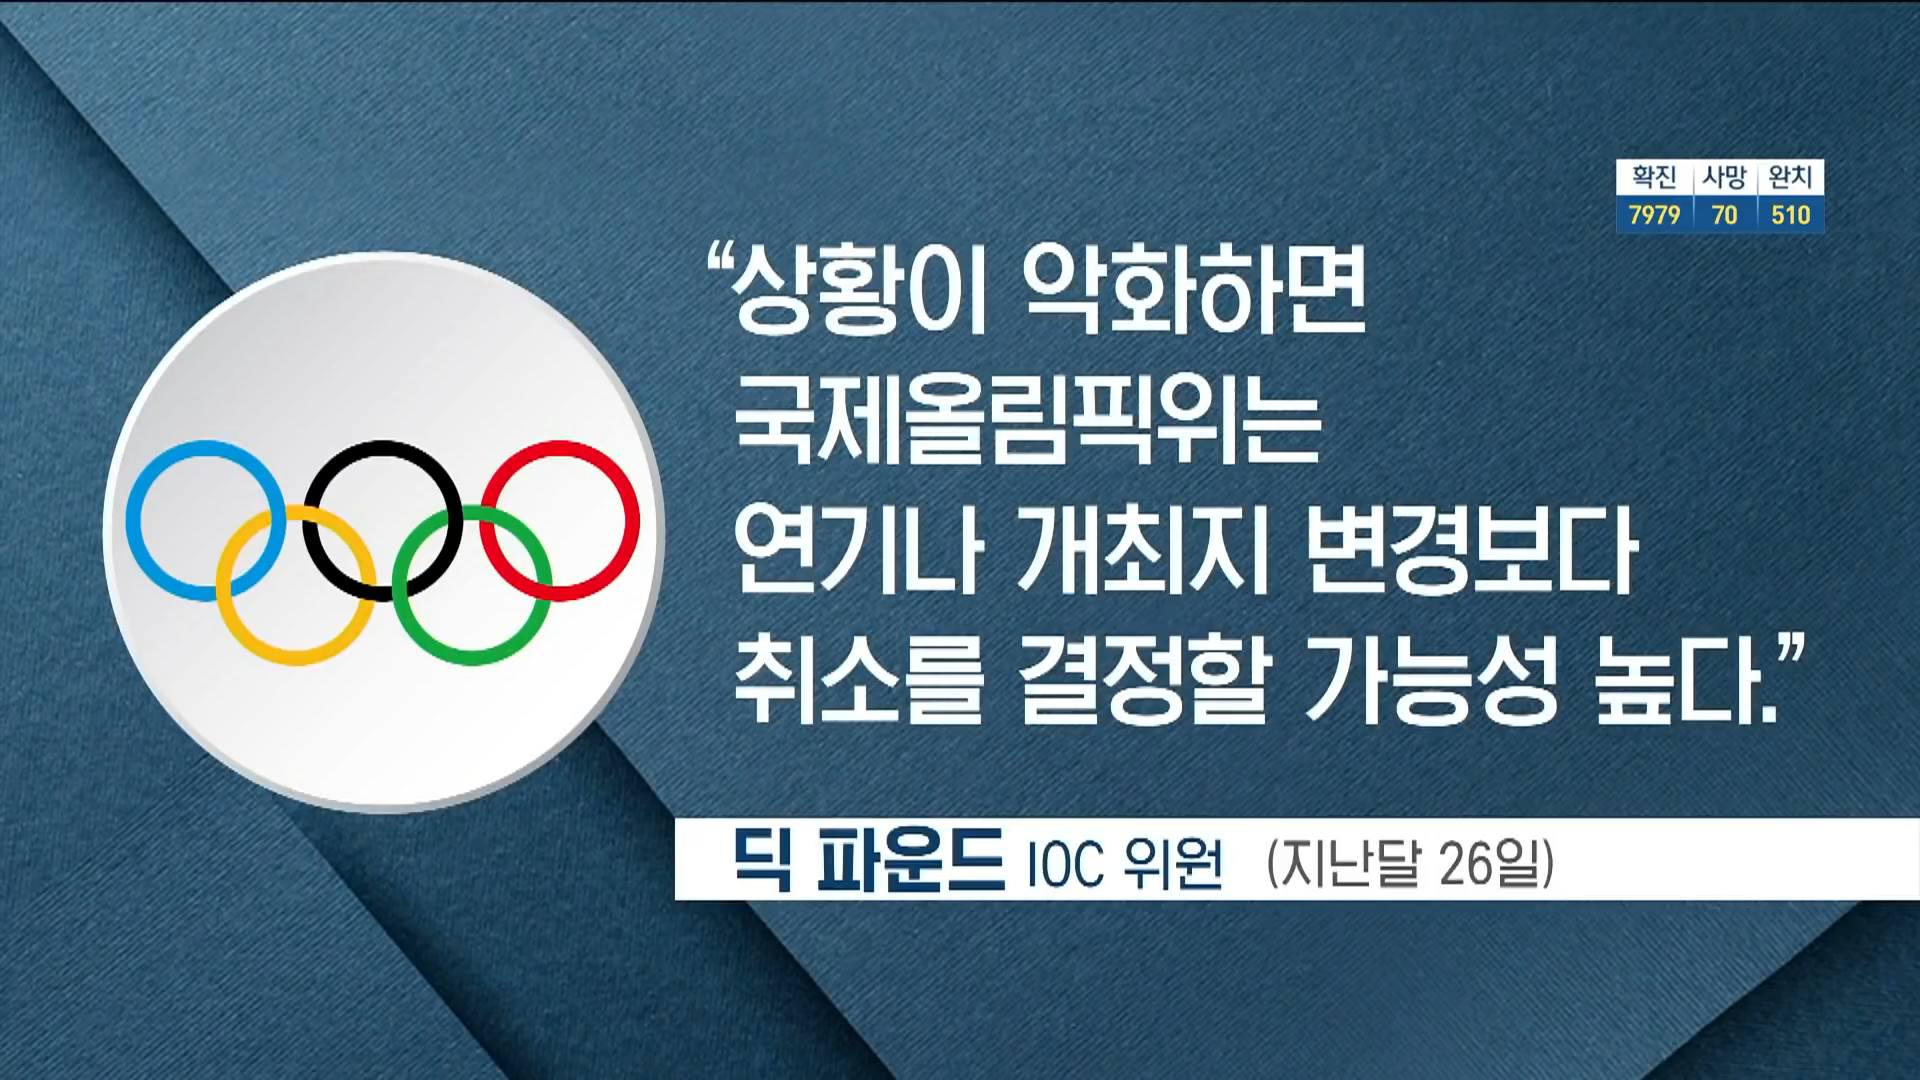 확진 사망 완치
7979 70 510
“상황이 악화하면
국제올림픽위는
연기나 개최지 변경보다
취소를 결정할 가능성 높다.”
딕 파운드 IOC 위원 (지난달 26일)